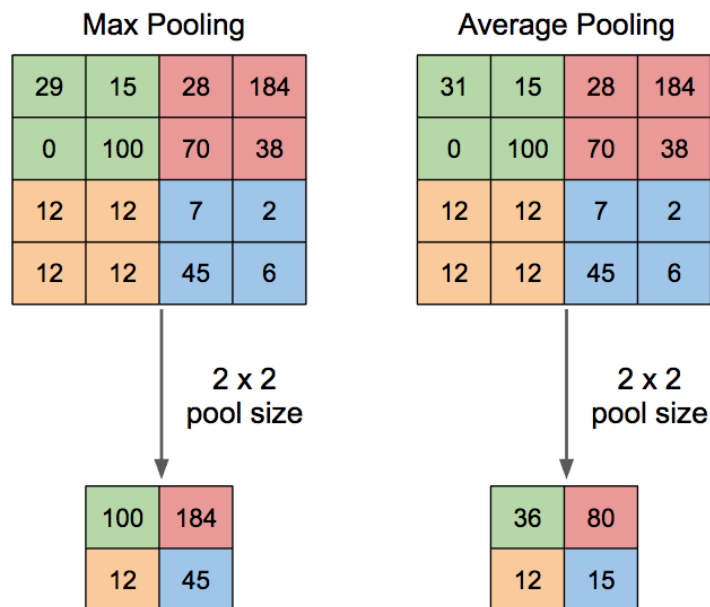 Max Pooling
29 15 28 184
0 100 70 38
12 12 7 2
12 12 45 6
2 x 2
pool size
100 184
12 45
Average Pooling
31 15 28 184
0 100 70 38
12 12 7 2
12 12 45 6
2 x 2
pool size
36 80
12 15